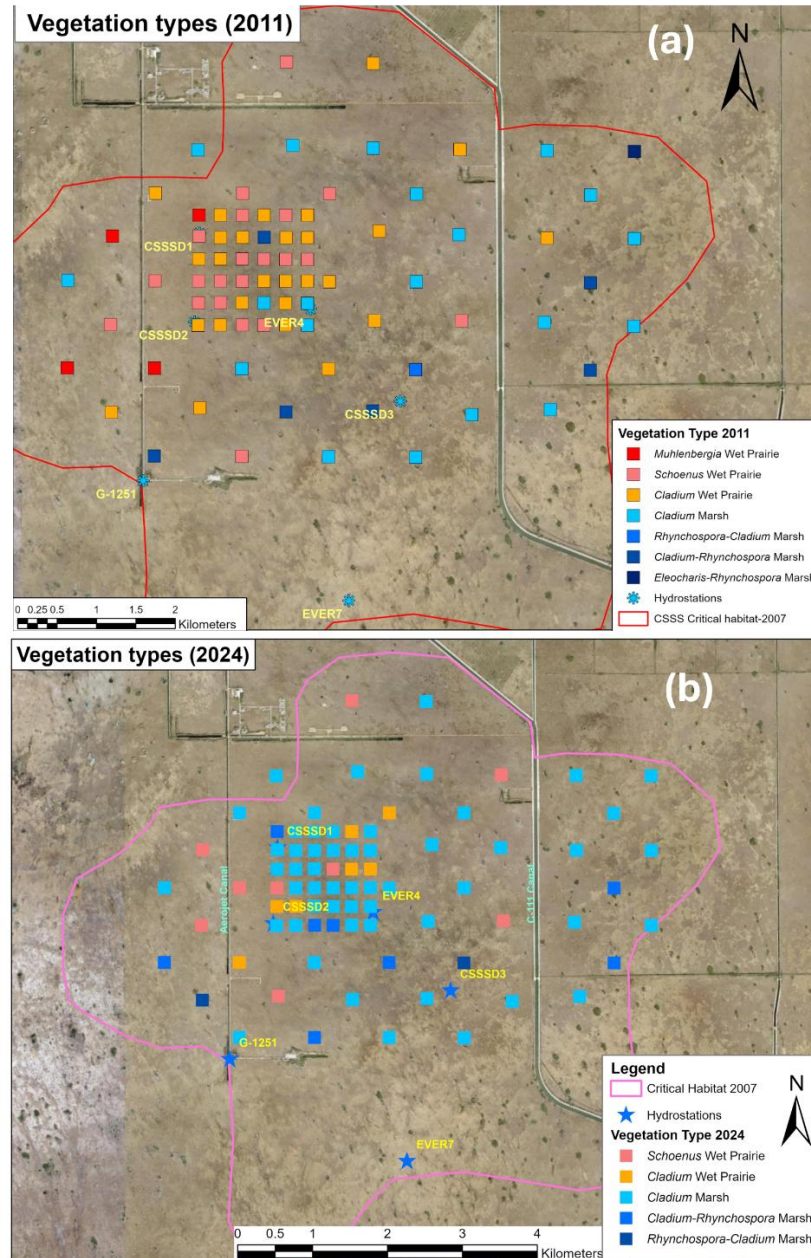 Vegetation types (2011)
(a)
N
CSSSD1
CSSSD2
EVER4
CSSSD3
G-1251
EVER7
Vegetation Type 2011
Muhlenbergia Wet Prairie
Schoenus Wet Prairie
Cladium Wet Prairie
Cladium Marsh
Rhynchospora-Cladium Marsh
Cladium-Rhynchospora Marsh
Eleocharis-Rhynchospora Marsh
Hydrostations
CSSS Critical habitat-2007
0 0.25 0.5 1 1.5 2
Kilometers
Vegetation types (2024)
(b)
CSSSD1
Aerojet Canal
C-111 Canal
EVER4
CSSSD2
CSSSD3
G-1251
EVER7
Legend
Critical Habitat 2007
Hydrostations
N
Vegetation Type 2024
Schoenus Wet Prairie
Cladium Wet Prairie
Cladium Marsh
Cladium-Rhynchospora Marsh
Rhynchospora-Cladium Marsh
0 0.5 1 2 3 4
Kilometers